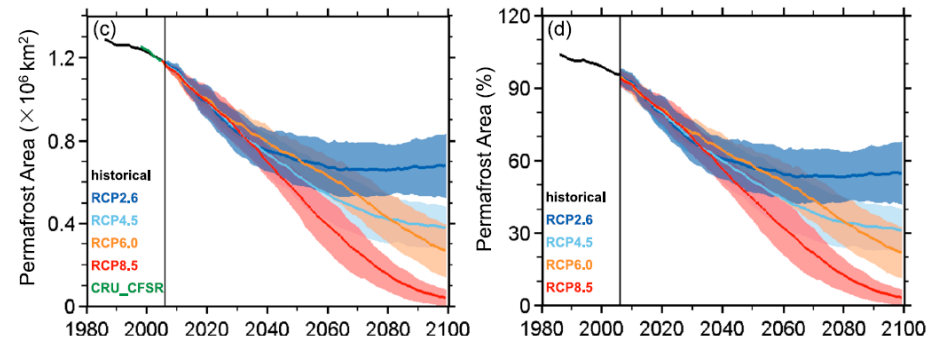 (c)
Permafrost Area (×10⁶ km²)
1.2
0.8
0.4
0
historical
RCP2.6
RCP4.5
RCP6.0
RCP8.5
CRU_CFSR
1980 2000 2020 2040 2060 2080 2100
(d)
Permafrost Area (%)
120
90
60
30
0
historical
RCP2.6
RCP4.5
RCP6.0
RCP8.5
1980 2000 2020 2040 2060 2080 2100